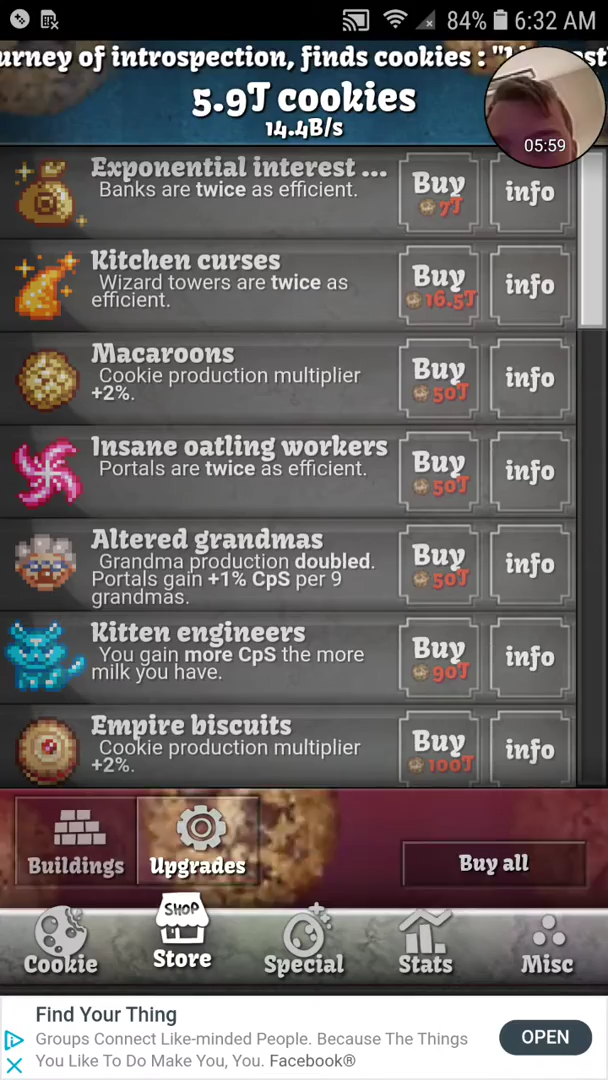 84% 6:32 AM
urney of introspection, finds cookies : "
5.9T cookies
14.4B/s
05:59
Exponential interest ...
Banks are twice as efficient.
Buy
7T
info
Kitchen curses
Wizard towers are twice as
efficient.
Buy
16.5T
info
Macaroons
Cookie production multiplier
+2%.
Buy
50T
info
Insane oatling workers
Portals are twice as efficient.
Buy
50T
info
Altered grandmas
Grandma production doubled.
Portals gain +1% CpS per 9
grandmas.
Buy
50T
info
Kitten engineers
You gain more CpS the more
milk you have.
Buy
90T
info
Empire biscuits
Cookie production multiplier
+2%.
Buy
100T
info
Buildings
Upgrades
Buy all
Cookie
SHOP
Store
Special
Stats
Misc
Find Your Thing
Groups Connect Like-minded People. Because The Things
You Like To Do Make You, You. Facebook®
OPEN